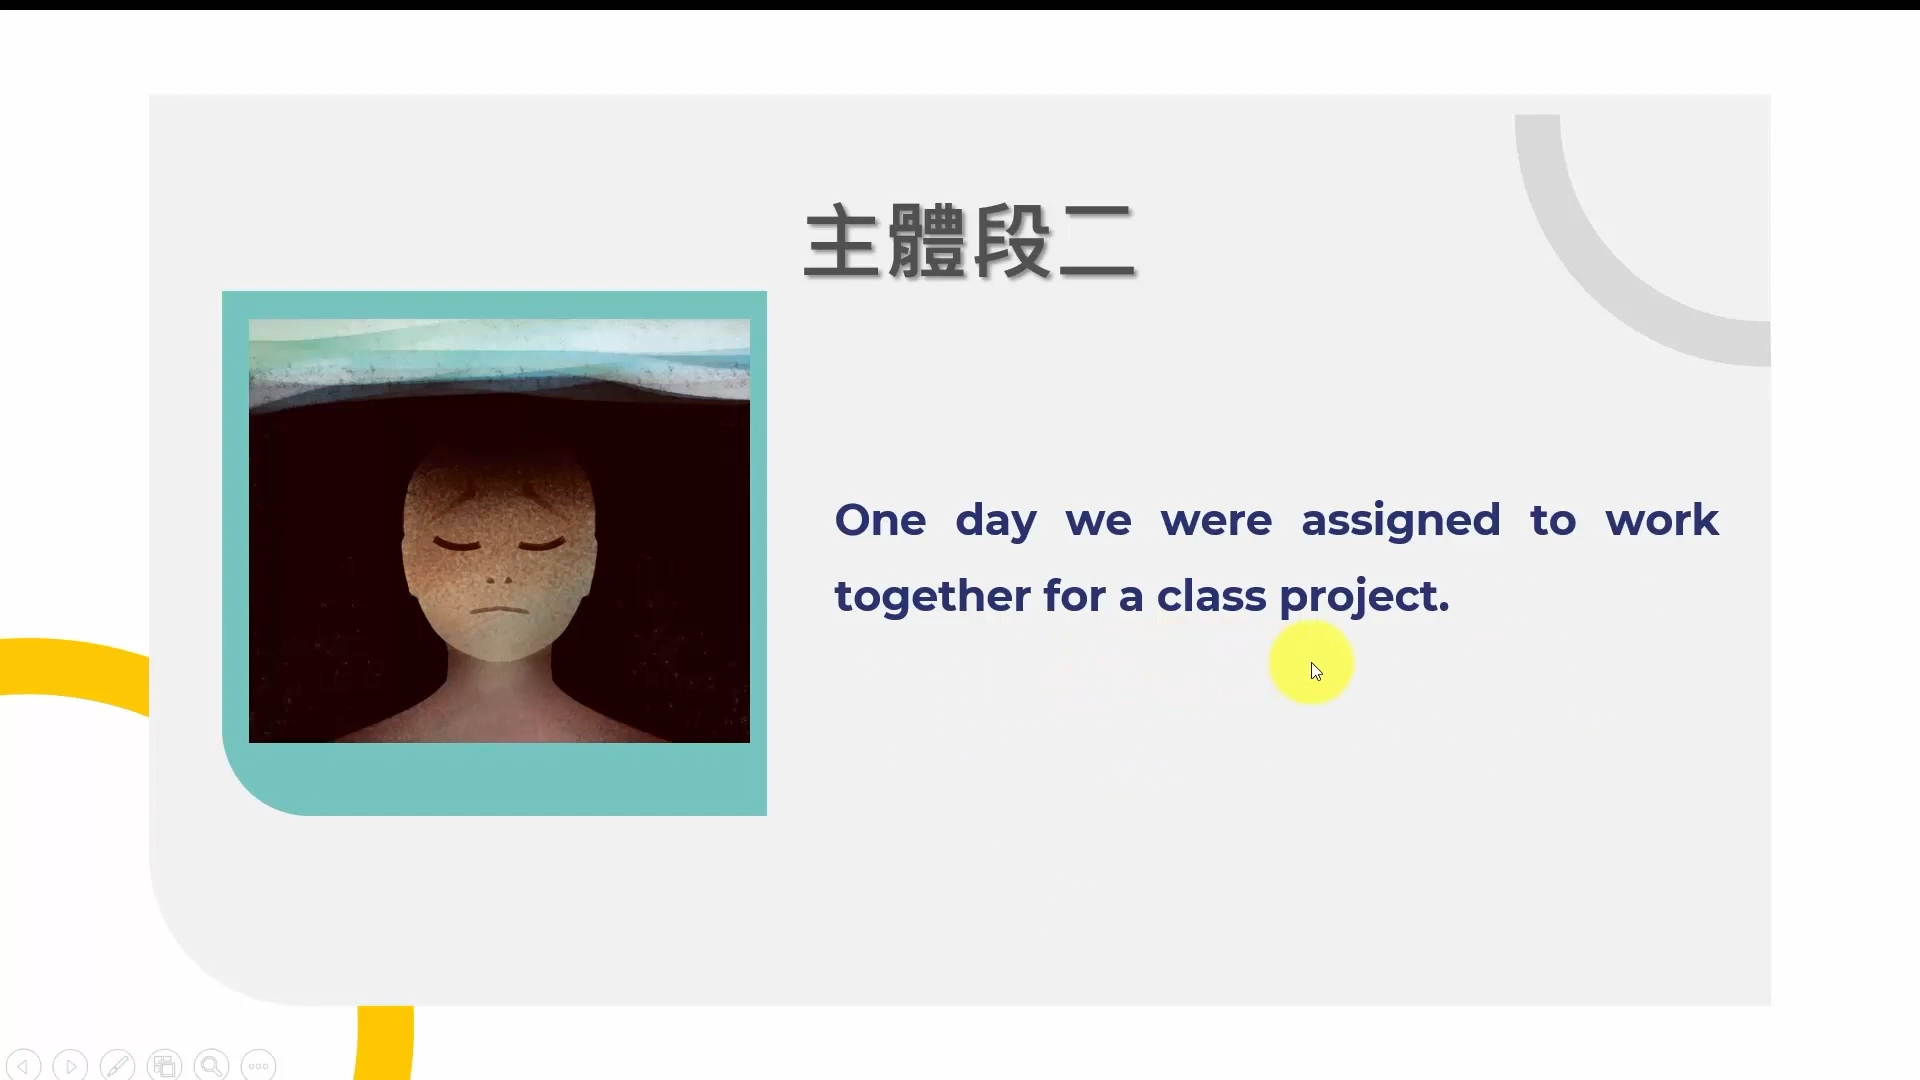 主體段二
One day we were assigned to work
together for a class project.